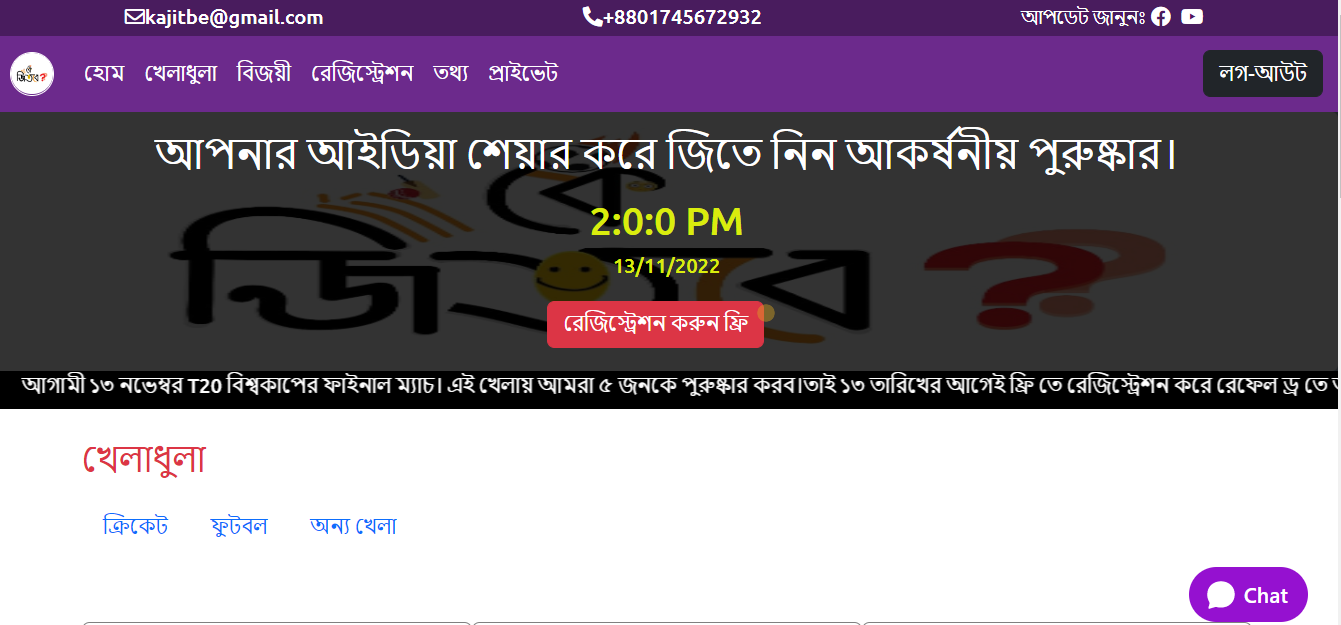 kajitbe@gmail.com +8801745672932 আপডেট জানুনঃ
কে জিতবে? হোম খেলাধুলা বিজয়ী রেজিস্ট্রেশন তথ্য প্রাইভেট লগ-আউট
আপনার আইডিয়া শেয়ার করে জিতে নিন আকর্ষনীয় পুরুষ্কার।
কে
জিতবে ?
2:0:0 PM
13/11/2022
রেজিস্ট্রেশন করুন ফ্রি
আগামী ১৩ নভেম্বর T20 বিশ্বকাপের ফাইনাল ম্যাচ। এই খেলায় আমরা ৫ জনকে পুরুষ্কার করব।তাই ১৩ তারিখের আগেই ফ্রি তে রেজিস্ট্রেশন করে রেফেল ড্র তে
খেলাধুলা
ক্রিকেট ফুটবল অন্য খেলা
Chat